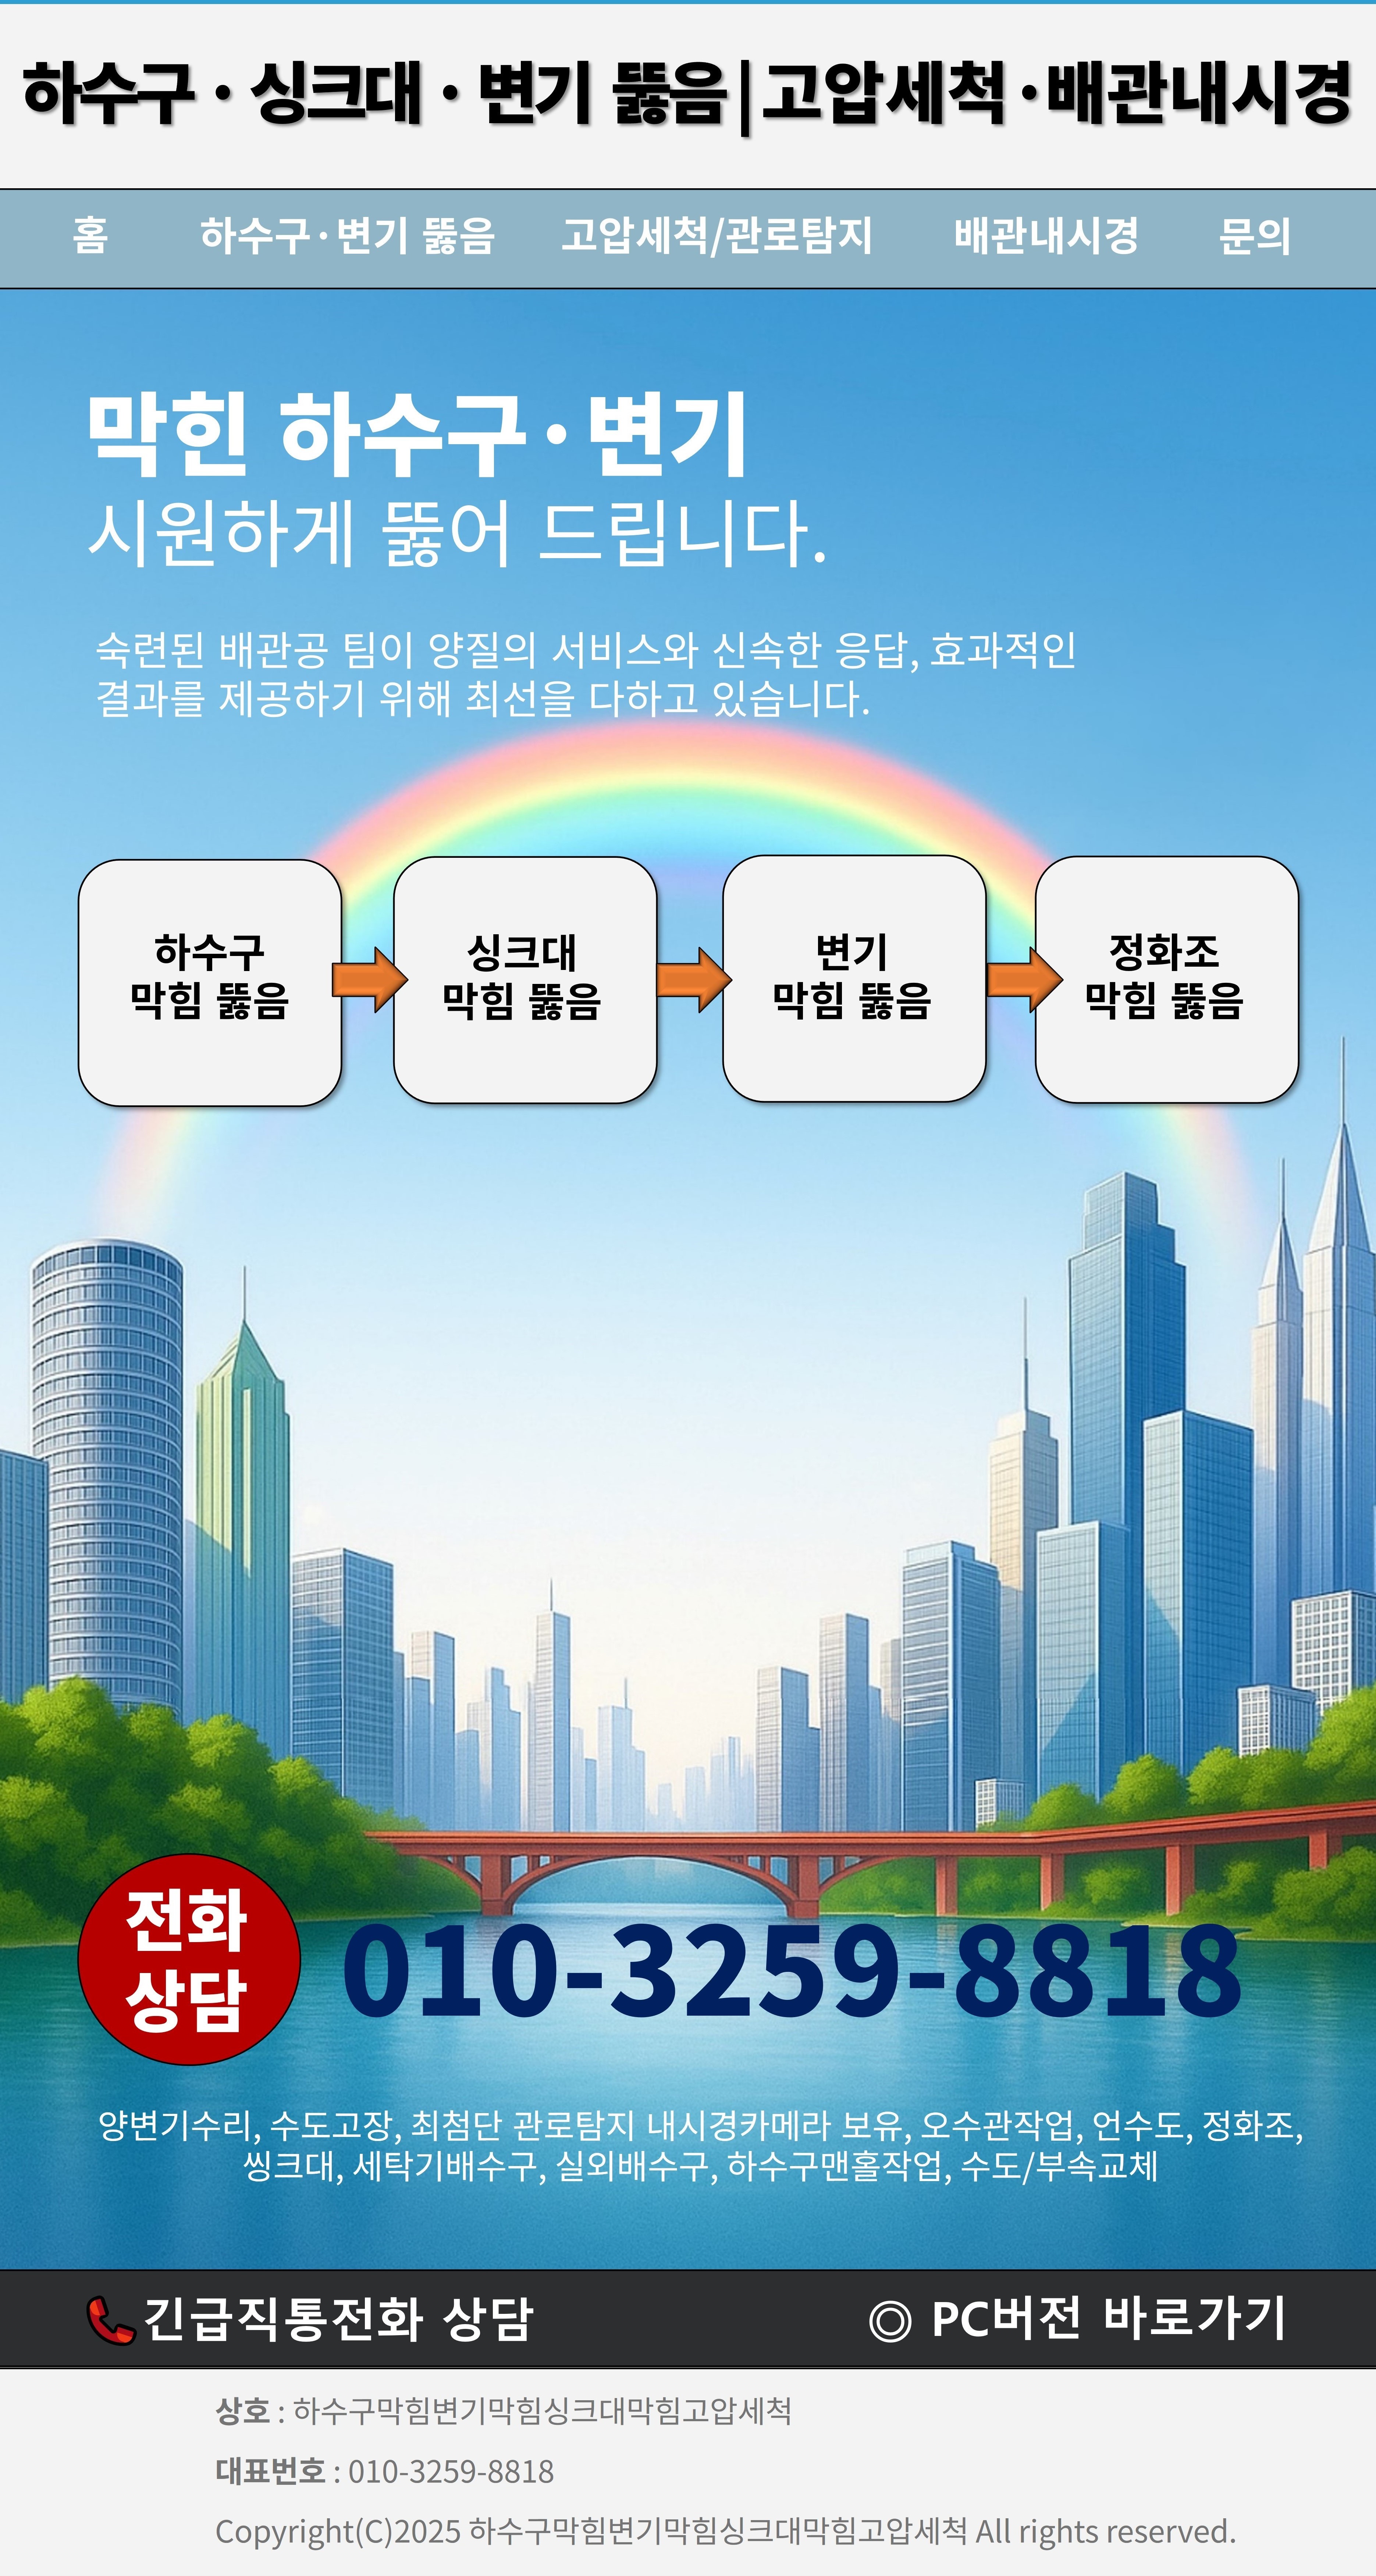 하수구 · 싱크대 · 변기 뚫음|고압세척·배관내시경
홈 하수구·변기 뚫음 고압세척/관로탐지 배관내시경 문의
막힌 하수구·변기
시원하게 뚫어 드립니다.
숙련된 배관공 팀이 양질의 서비스와 신속한 응답, 효과적인
결과를 제공하기 위해 최선을 다하고 있습니다.
하수구
막힘 뚫음
싱크대
막힘 뚫음
변기
막힘 뚫음
정화조
막힘 뚫음
전화
상담
010-3259-8818
양변기수리, 수도고장, 최첨단 관로탐지 내시경카메라 보유, 오수관작업, 언수도, 정화조,
씽크대, 세탁기배수구, 실외배수구, 하수구맨홀작업, 수도/부속교체
긴급직통전화 상담
◎ PC버전 바로가기
상호 : 하수구막힘변기막힘싱크대막힘고압세척
대표번호 : 010-3259-8818
Copyright(C)2025 하수구막힘변기막힘싱크대막힘고압세척 All rights reserved.